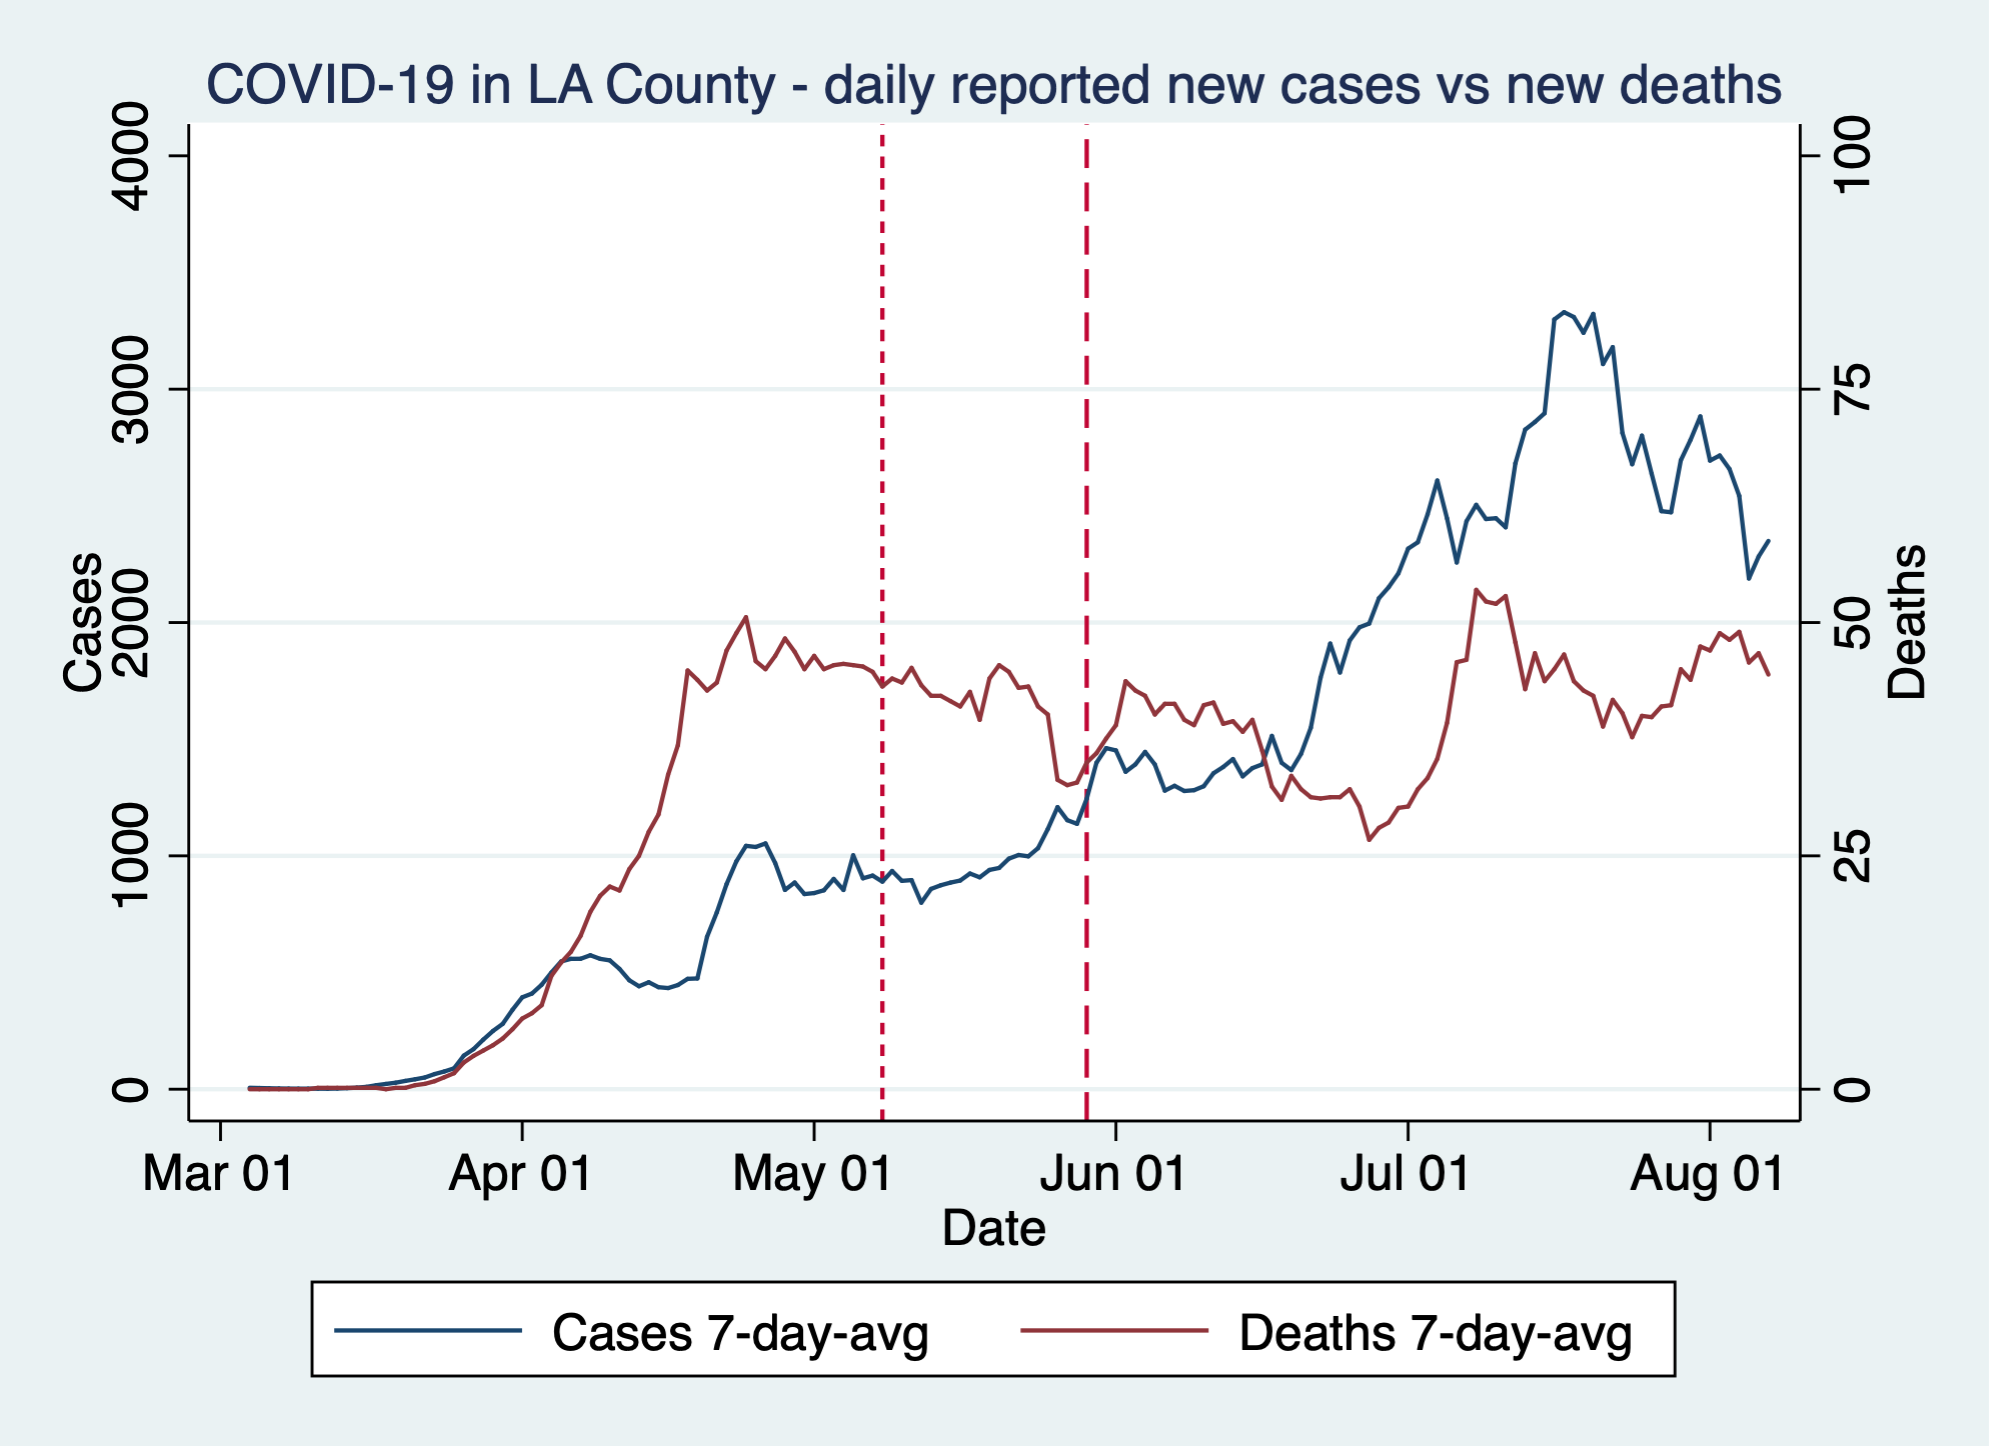 COVID-19 in LA County - daily reported new cases vs new deaths
4000
3000
2000
1000
0
Cases
100
75
50
25
0
Deaths
Mar 01 Apr 01 May 01 Jun 01 Jul 01 Aug 01
Date
Cases 7-day-avg Deaths 7-day-avg